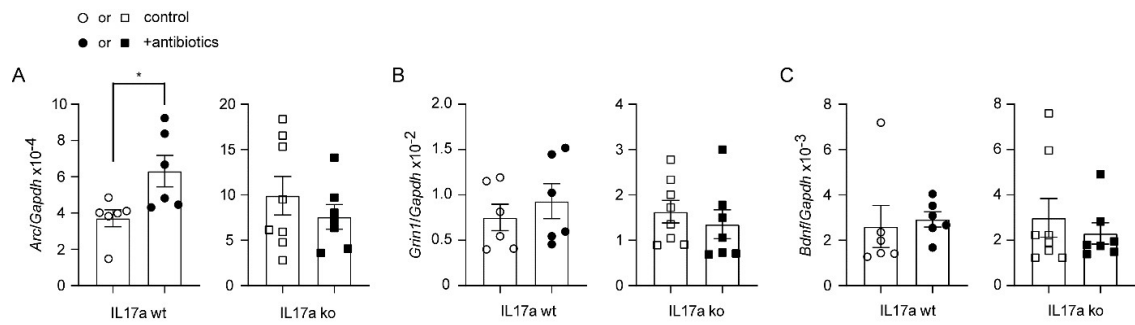 ○ or □ control
● or ■ +antibiotics
A
*
Arc/Gapdh x10-4
10
8
6
4
2
0
IL17a wt
20
15
10
5
0
IL17a ko
B
Grin1/Gapdh x10-2
2.0
1.5
1.0
0.5
0.0
IL17a wt
4
3
2
1
0
IL17a ko
C
Bdnf/Gapdh x10-3
8
6
4
2
0
IL17a wt
8
6
4
2
0
IL17a ko